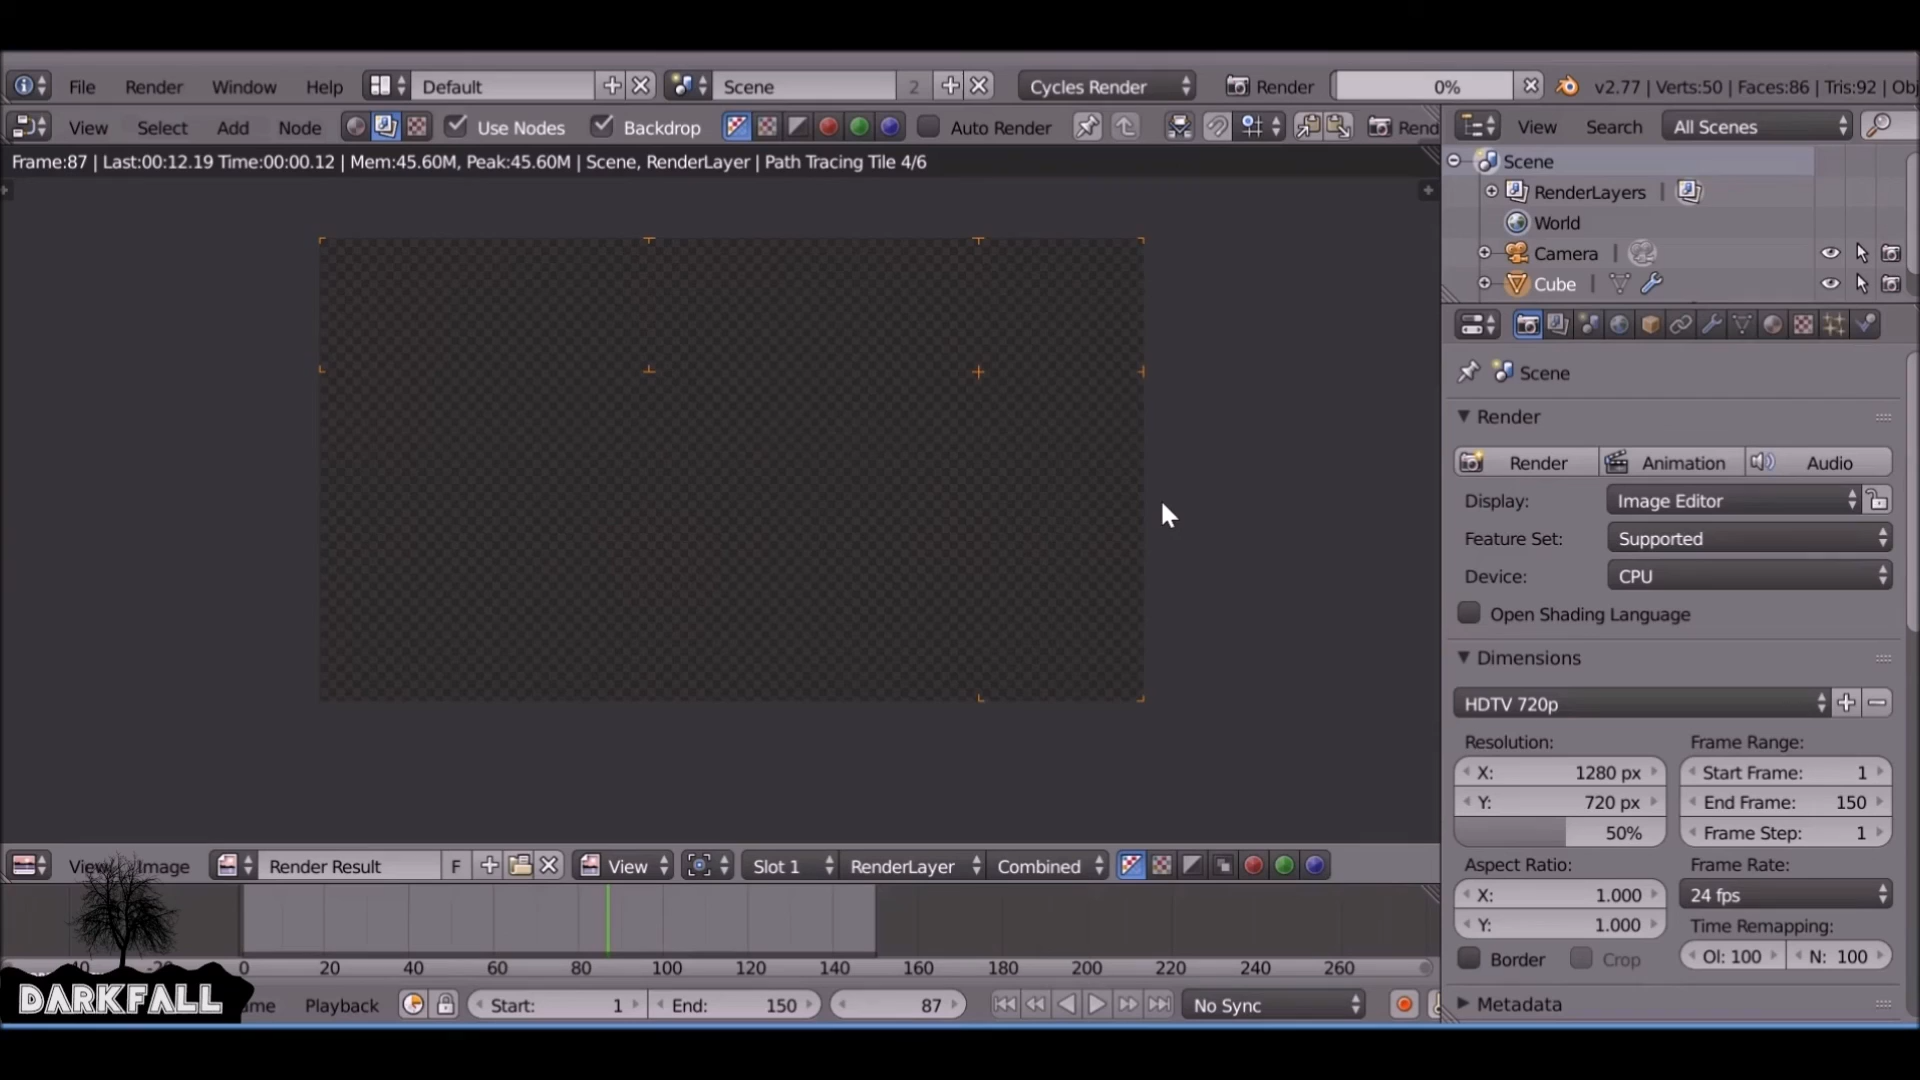 File Render Window Help Default Scene 2 Cycles Render Render 0% v2.77 | Verts:50 | Faces:86 | Tris:92 | Ob
View Select Add Node Use Nodes Backdrop Auto Render Rend View Search All Scenes
Frame:87 | Last:00:12.19 Time:00:00.12 | Mem:45.60M, Peak:45.60M | Scene, RenderLayer | Path Tracing Tile 4/6
Scene
RenderLayers
World
Camera
Cube
Scene
Render
Render Animation Audio
Display: Image Editor
Feature Set: Supported
Device: CPU
Open Shading Language
Dimensions
HDTV 720p
Resolution: Frame Range:
X: 1280 px Start Frame: 1
Y: 720 px End Frame: 150
50% Frame Step: 1
Aspect Ratio: Frame Rate:
X: 1.000 24 fps
Y: 1.000 Time Remapping:
Border Crop Ol: 100 N: 100
Metadata
View Image Render Result F View Slot 1 RenderLayer Combined
-20 0 20 40 60 80 100 120 140 160 180 200 220 240 260
DARKFALL
ame Playback Start: 1 End: 150 87 No Sync